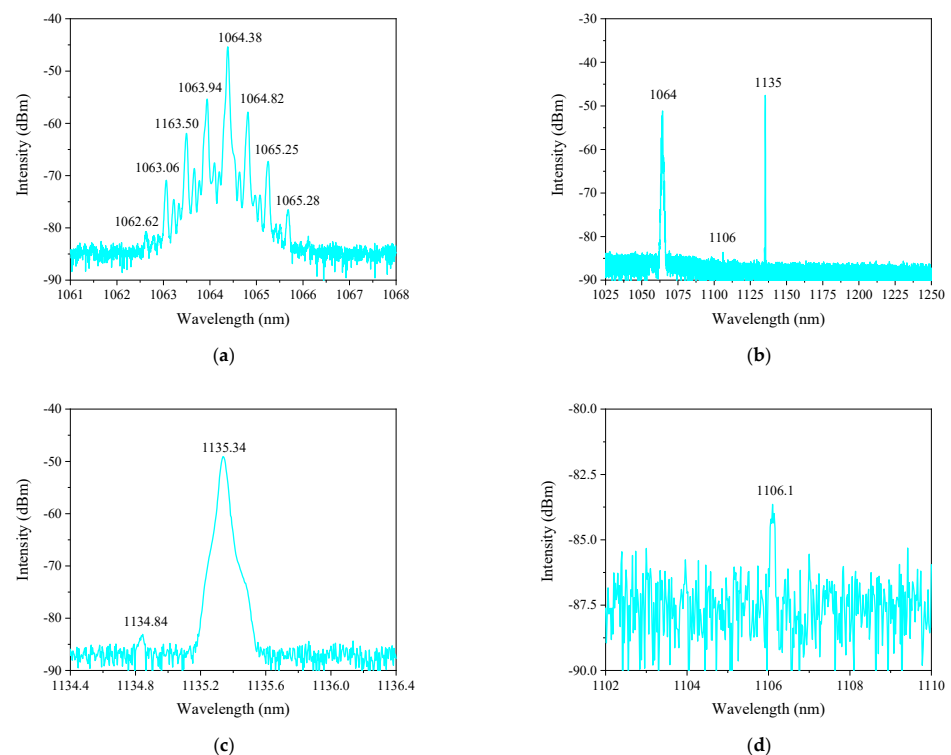 -40
-50
-60
-70
-80
-90
Intensity (dBm)
1064.38
1063.94
1064.82
1163.50
1063.06
1065.25
1065.28
1062.62
1061 1062 1063 1064 1065 1066 1067 1068
Wavelength (nm)
(a)
-30
-40
-50
-60
-70
-80
-90
Intensity (dBm)
1135
1064
1106
1025 1050 1075 1100 1125 1150 1175 1200 1225 1250
Wavelength (nm)
(b)
-40
-50
-60
-70
-80
-90
Intensity (dBm)
1135.34
1134.84
1134.4 1134.8 1135.2 1135.6 1136.0 1136.4
Wavelength (nm)
(c)
-80.0
-82.5
-85.0
-87.5
-90.0
Intensity (dBm)
1106.1
1102 1104 1106 1108 1110
Wavelength (nm)
(d)